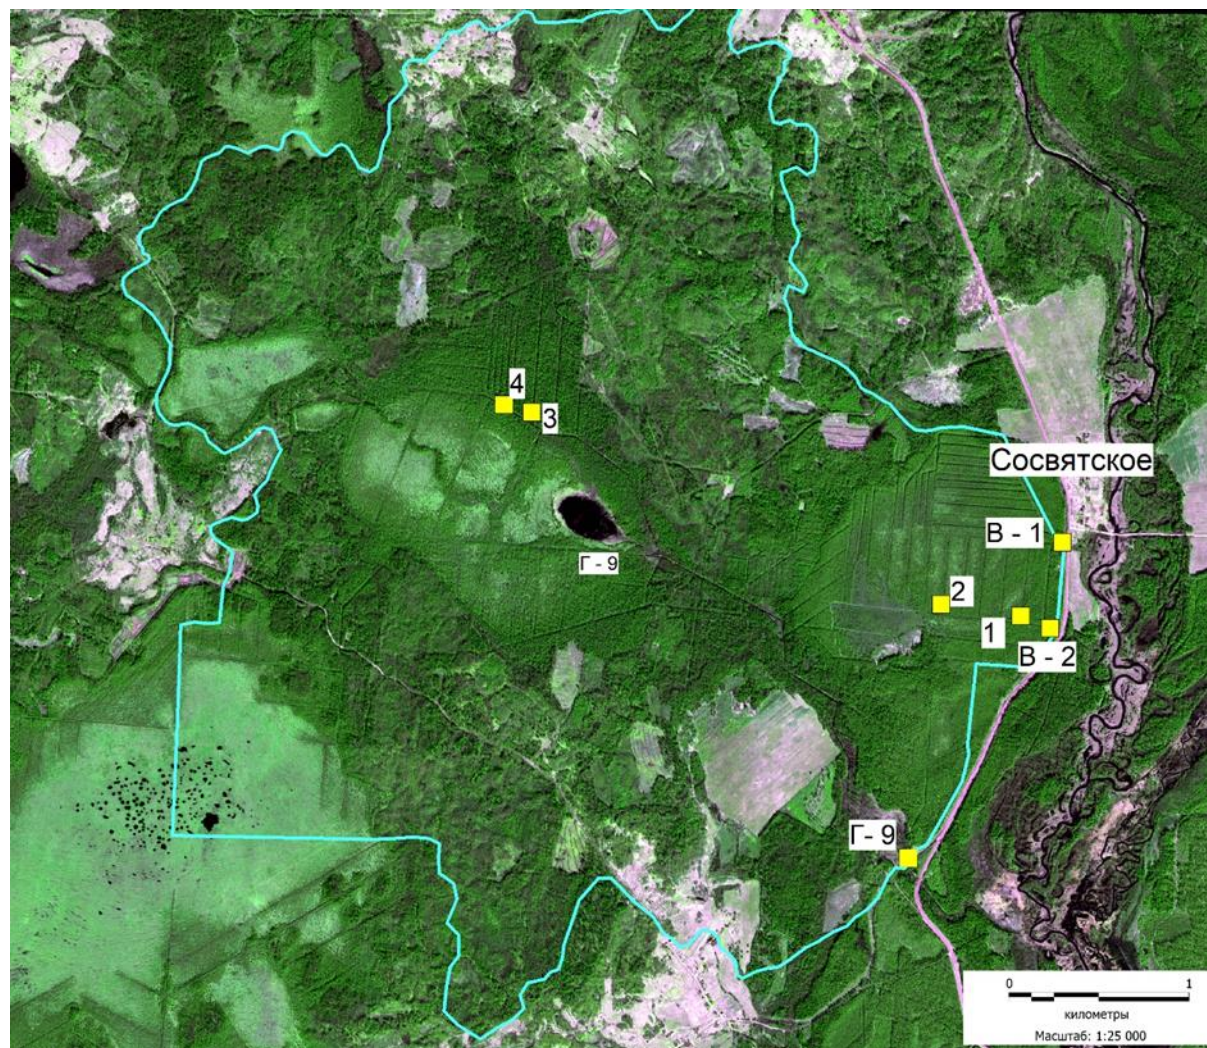 4
3
Сосвятское
В - 1
Г - 9
2
1
В - 2
Г- 9
0 1
километры
Масштаб: 1:25 000